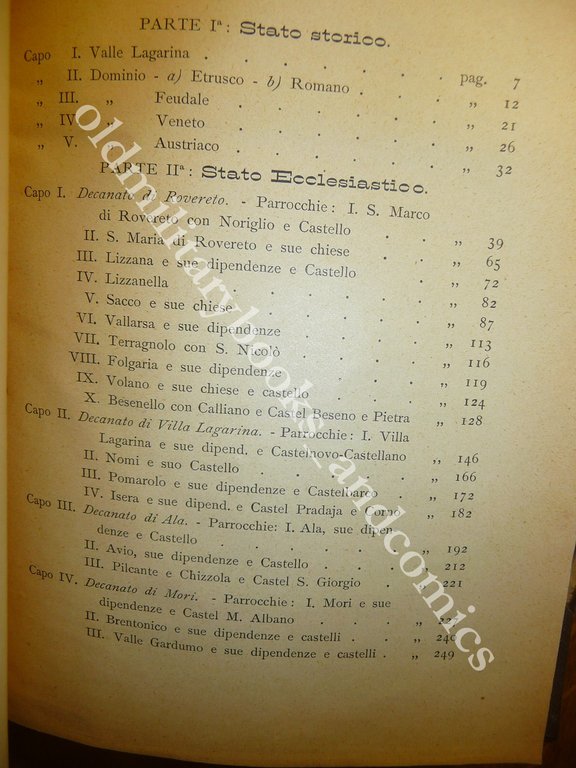 PARTE Iª: Stato storico.
Capo I. Valle Lagarina . . . . . . pag. 7
„ II. Dominio - a) Etrusco - b) Romano . . . „ 12
„ III. „ Feudale . . . . . „ 21
„ IV. „ Veneto . . . . . „ 26
„ V. Austriaco . . . . . „ 32
PARTE IIª: Stato Ecclesiastico.
Capo I. Decanato di Rovereto. - Parrocchie: I. S. Marco
di Rovereto con Noriglio e Castello . . „ 39
II. S. Maria di Rovereto e sue chiese . . „ 65
III. Lizzana e sue dipendenze e Castello . . „ 72
IV. Lizzanella . . . . . . „ 82
V. Sacco e sue chiese . . . . . „ 87
VI. Vallarsa e sue dipendenze . . . . „ 113
VII. Terragnolo con S. Nicolò . . . . „ 116
VIII. Folgaria e sue dipendenze . . . . „ 119
IX. Volano e sue chiese e castello . . . „ 124
X. Besenello con Calliano e Castel Beseno e Pietra „ 128
Capo II. Decanato di Villa Lagarina. - Parrocchie: I. Villa
Lagarina e sue dipend. e Castelnovo-Castellano „ 146
II. Nomi e suo Castello . . . . . „ 166
III. Pomarolo e sue dipendenze e Castelbarco . „ 172
IV. Isera e sue dipend. e Castel Pradaja e Corno „ 182
Capo III. Decanato di Ala. - Parrocchie: I. Ala, sue dipen-
denze e Castello . . . . . . „ 192
II. Avio, sue dipendenze e Castello . . . „ 212
III. Pilcante e Chizzola e Castel S. Giorgio . . „ 221
Capo IV. Decanato di Mori. - Parrocchie: I. Mori e sue
dipendenze e Castel M. Albano . . . „
II. Brentonico e sue dipendenze e castelli . . „ 240
III. Valle Gardumo e sue dipendenze e castelli . „ 249
oldmilitarybooks_andcomics